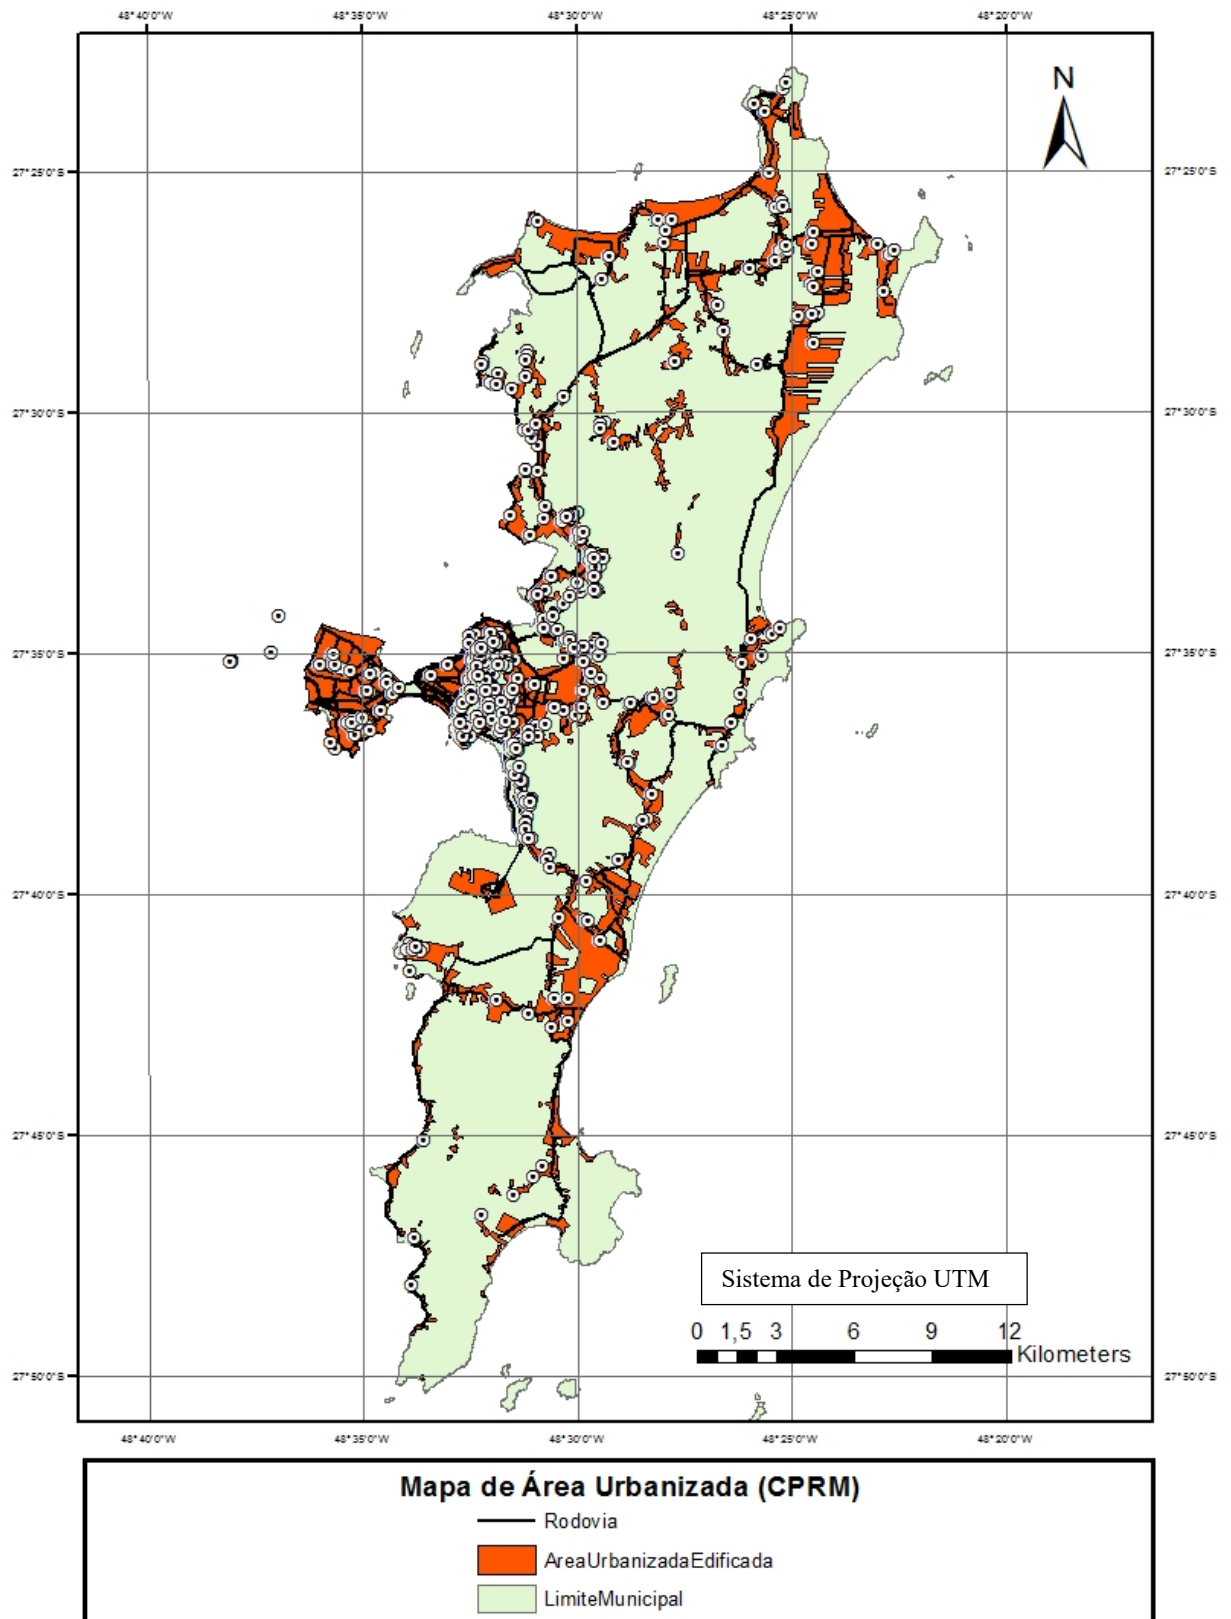 48°40'0"W 48°35'0"W 48°30'0"W 48°25'0"W 48°20'0"W
N
27°25'0"S 27°25'0"S
27°30'0"S 27°30'0"S
27°35'0"S 27°35'0"S
27°40'0"S 27°40'0"S
27°45'0"S 27°45'0"S
Sistema de Projeção UTM
0 1,5 3 6 9 12
Kilometers
27°50'0"S 27°50'0"S
48°40'0"W 48°35'0"W 48°30'0"W 48°25'0"W 48°20'0"W
Mapa de Área Urbanizada (CPRM)
Rodovia
AreaUrbanizadaEdificada
LimiteMunicipal